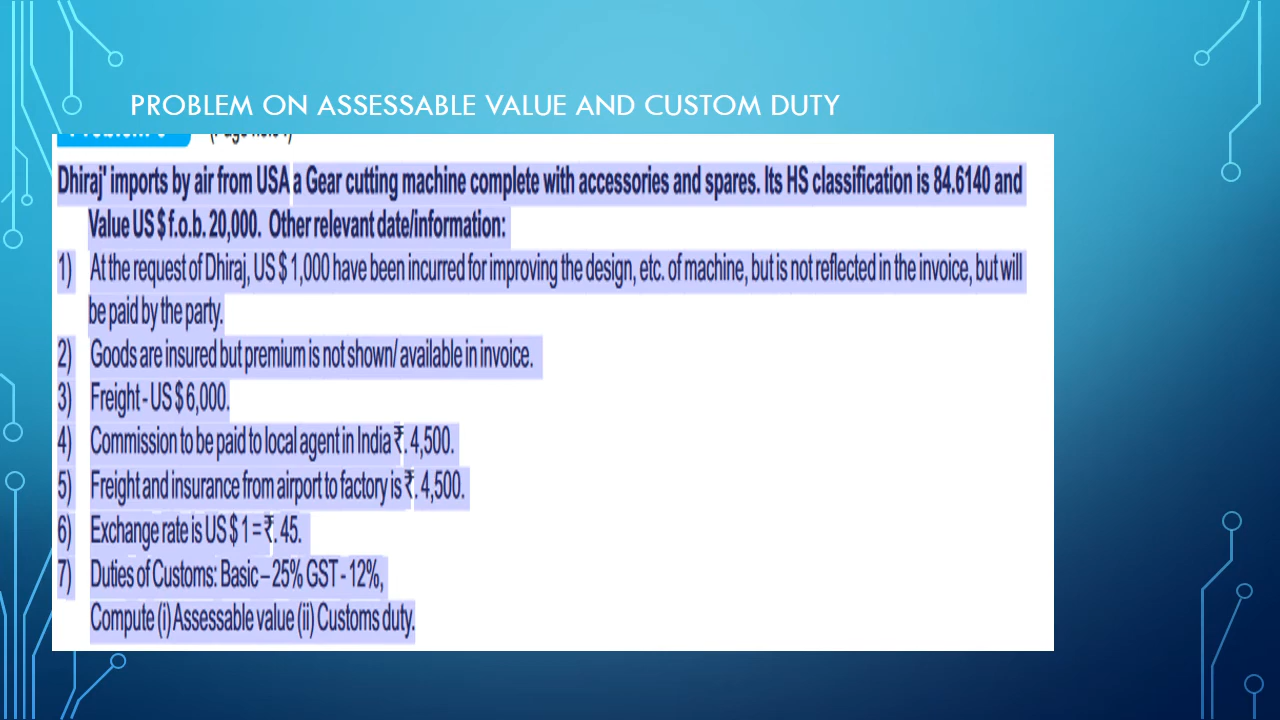 PROBLEM ON ASSESSABLE VALUE AND CUSTOM DUTY
Dhiraj' imports by air from USA a Gear cutting machine complete with accessories and spares. Its HS classification is 84.6140 and
Value US $ f.o.b. 20,000. Other relevant date/information:
1) At the request of Dhiraj, US $ 1,000 have been incurred for improving the design, etc. of machine, but is not reflected in the invoice, but will
be paid by the party.
2) Goods are insured but premium is not shown/ available in invoice.
3) Freight - US $ 6,000.
4) Commission to be paid to local agent in India ₹. 4,500.
5) Freight and insurance from airport to factory is ₹. 4,500.
6) Exchange rate is US $ 1 = ₹. 45.
7) Duties of Customs: Basic – 25% GST - 12%,
Compute (i) Assessable value (ii) Customs duty.